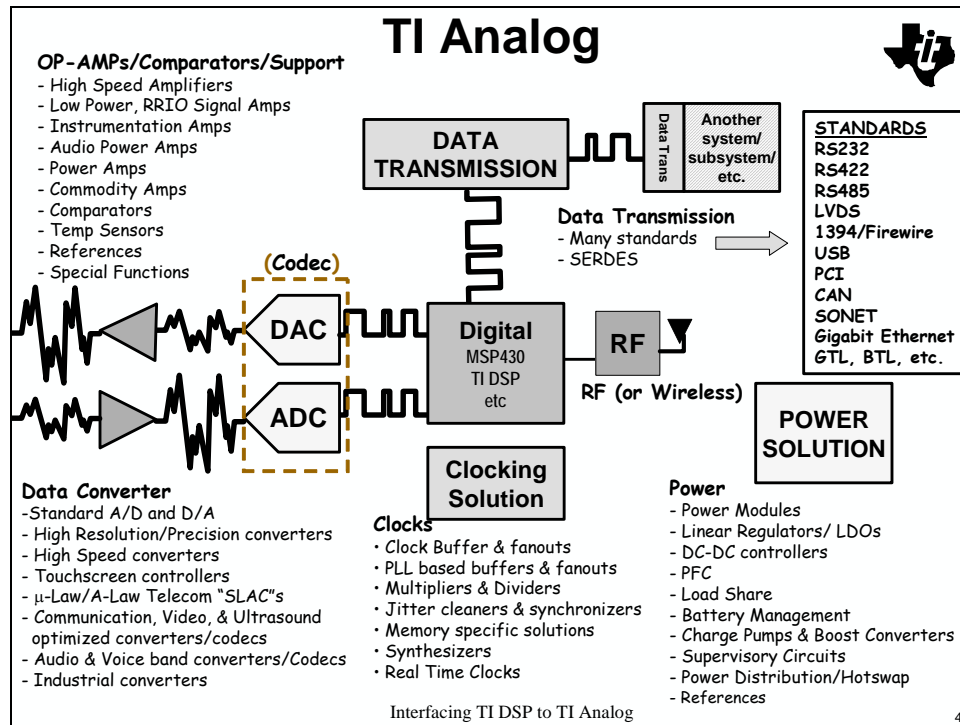 TI Analog
ti
OP-AMPs/Comparators/Support
- High Speed Amplifiers
- Low Power, RRIO Signal Amps
- Instrumentation Amps
- Audio Power Amps
- Power Amps
- Commodity Amps
- Comparators
- Temp Sensors
- References
- Special Functions
DATA
TRANSMISSION
Data Trans
Another
system/
subsystem/
etc.
Data Transmission
- Many standards
- SERDES
STANDARDS
RS232
RS422
RS485
LVDS
1394/Firewire
USB
PCI
CAN
SONET
Gigabit Ethernet
GTL, BTL, etc.
(Codec)
DAC
ADC
Digital
MSP430
TI DSP
etc
RF
RF (or Wireless)
POWER
SOLUTION
Clocking
Solution
Data Converter
-Standard A/D and D/A
- High Resolution/Precision converters
- High Speed converters
- Touchscreen controllers
- μ-Law/A-Law Telecom “SLAC”s
- Communication, Video, & Ultrasound
optimized converters/codecs
- Audio & Voice band converters/Codecs
- Industrial converters
Clocks
• Clock Buffer & fanouts
• PLL based buffers & fanouts
• Multipliers & Dividers
• Jitter cleaners & synchronizers
• Memory specific solutions
• Synthesizers
• Real Time Clocks
Power
- Power Modules
- Linear Regulators/ LDOs
- DC-DC controllers
- PFC
- Load Share
- Battery Management
- Charge Pumps & Boost Converters
- Supervisory Circuits
- Power Distribution/Hotswap
- References
Interfacing TI DSP to TI Analog
4